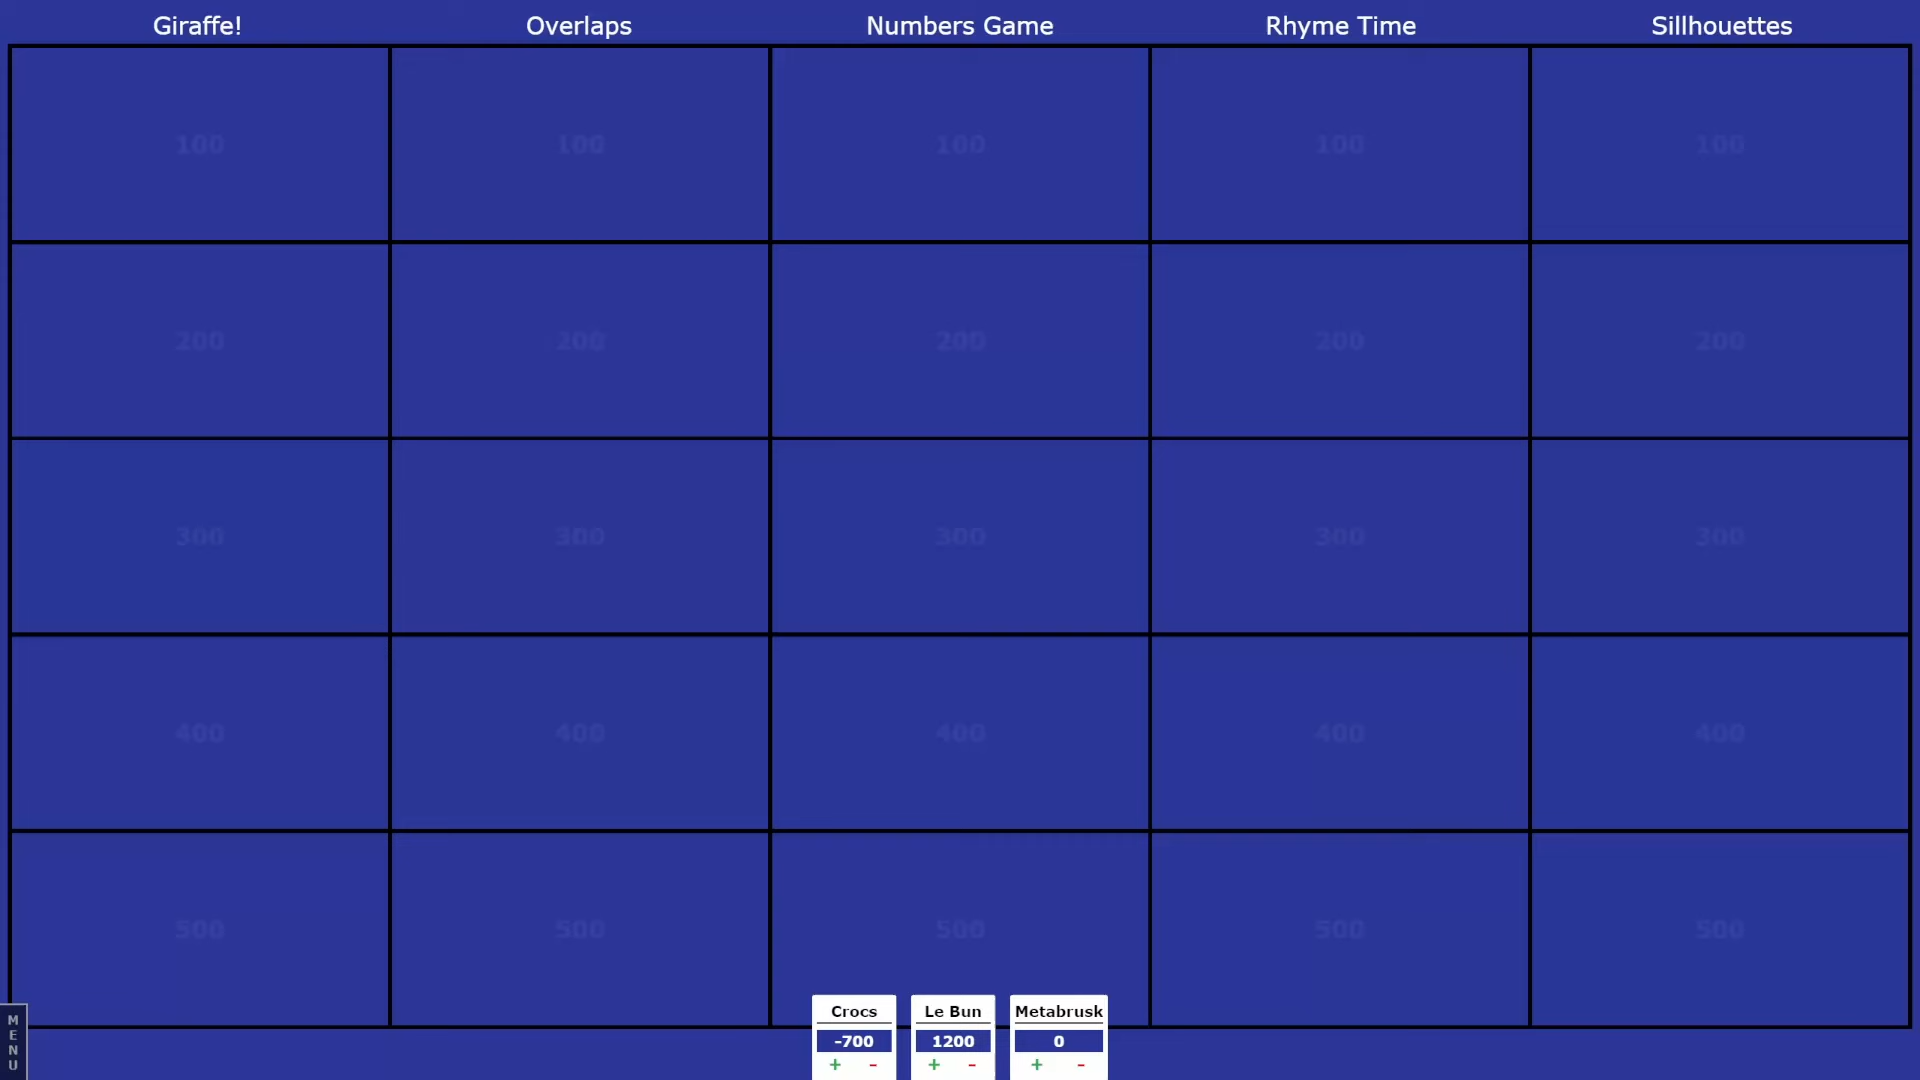 Giraffe! Overlaps Numbers Game Rhyme Time Sillhouettes
100 100 100 100 100
200 200 200 200 200
300 300 300 300 300
400 400 400 400 400
500 500 500 500 500
MENU
Crocs Le Bun Metabrusk
-700 1200 0
+ - + - + -